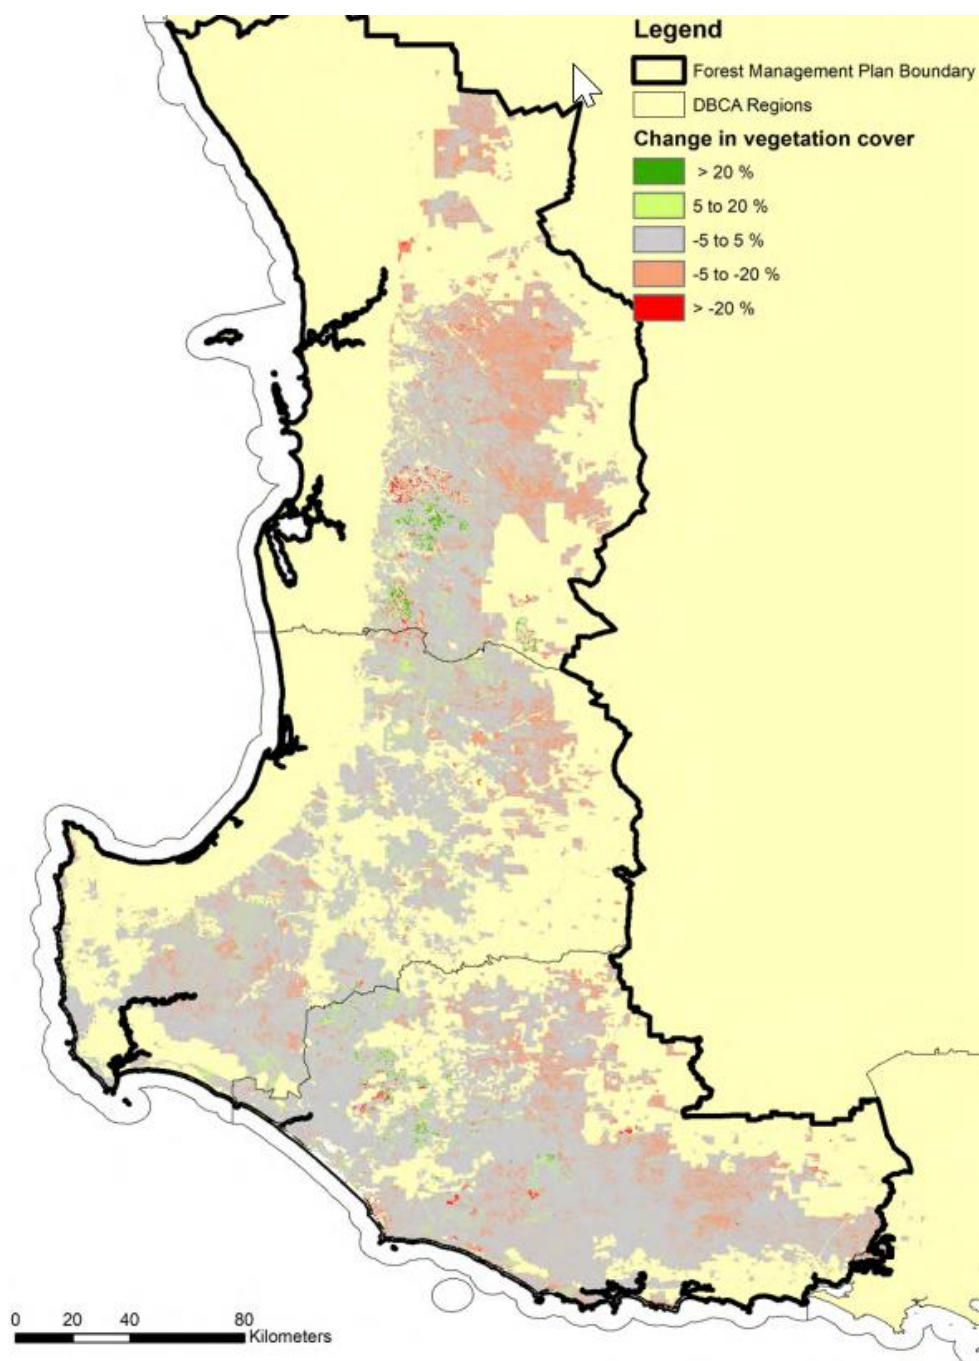 Legend
Forest Management Plan Boundary
DBCA Regions
Change in vegetation cover
> 20 %
5 to 20 %
-5 to 5 %
-5 to -20 %
> -20 %
0 20 40 80
Kilometers